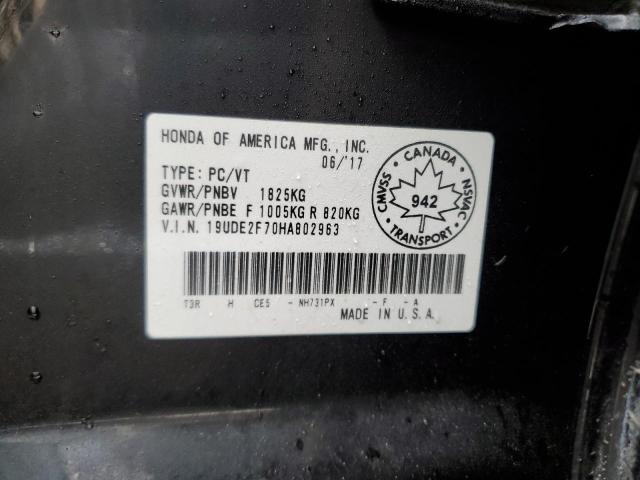 HONDA OF AMERICA MFG., INC.
06/'17
TYPE: PC/VT
GVWR/PNBV 1825KG
GAWR/PNBE F 1005KG R 820KG
V.I.N. 19UDE2F70HA802963
CANADA
CMVSS
NSVAC
942
TRANSPORT
T3R H CE5 - NH731PX - F - A
MADE IN U.S.A.